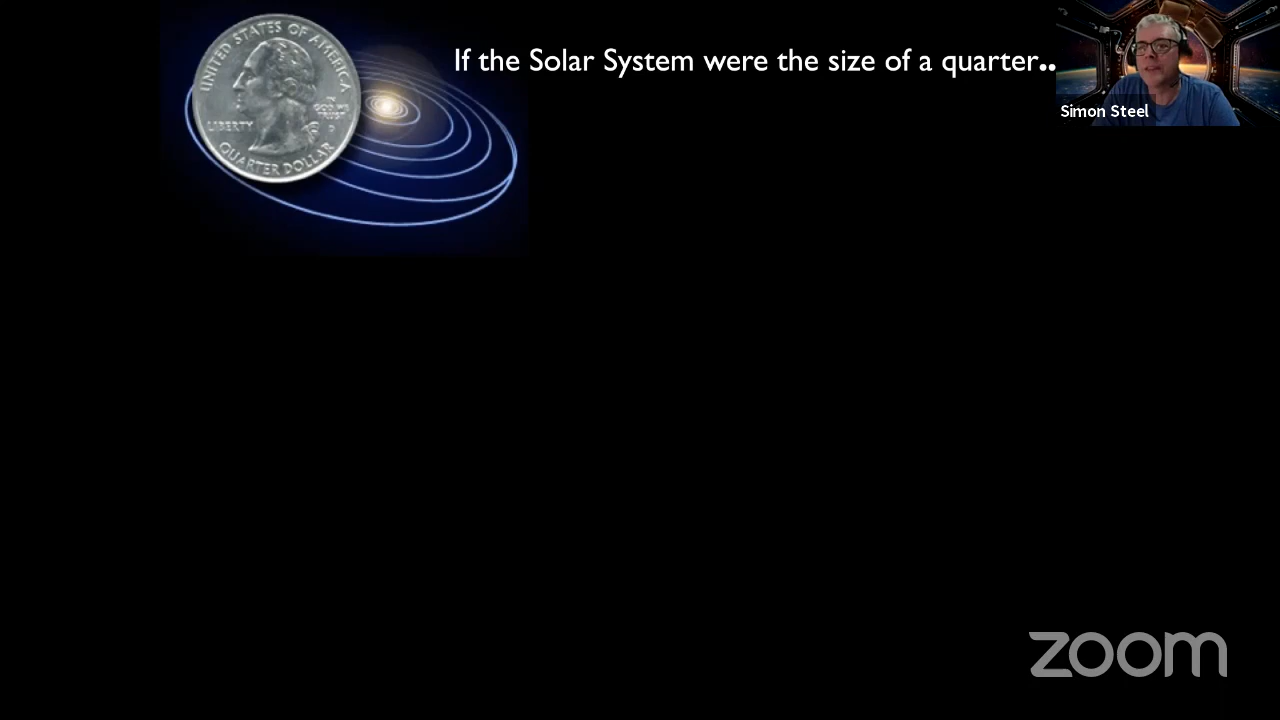 If the Solar System were the size of a quarter..
Simon Steel
UNITED STATES OF AMERICA
LIBERTY
IN
GOD WE
TRUST
D
QUARTER DOLLAR
zoom